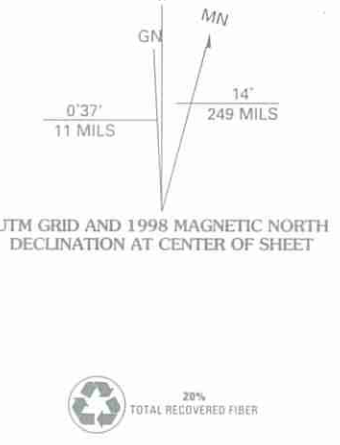 MN
GN
0°37'
11 MILS
14°
249 MILS
UTM GRID AND 1998 MAGNETIC NORTH
DECLINATION AT CENTER OF SHEET
20%
TOTAL RECOVERED FIBER